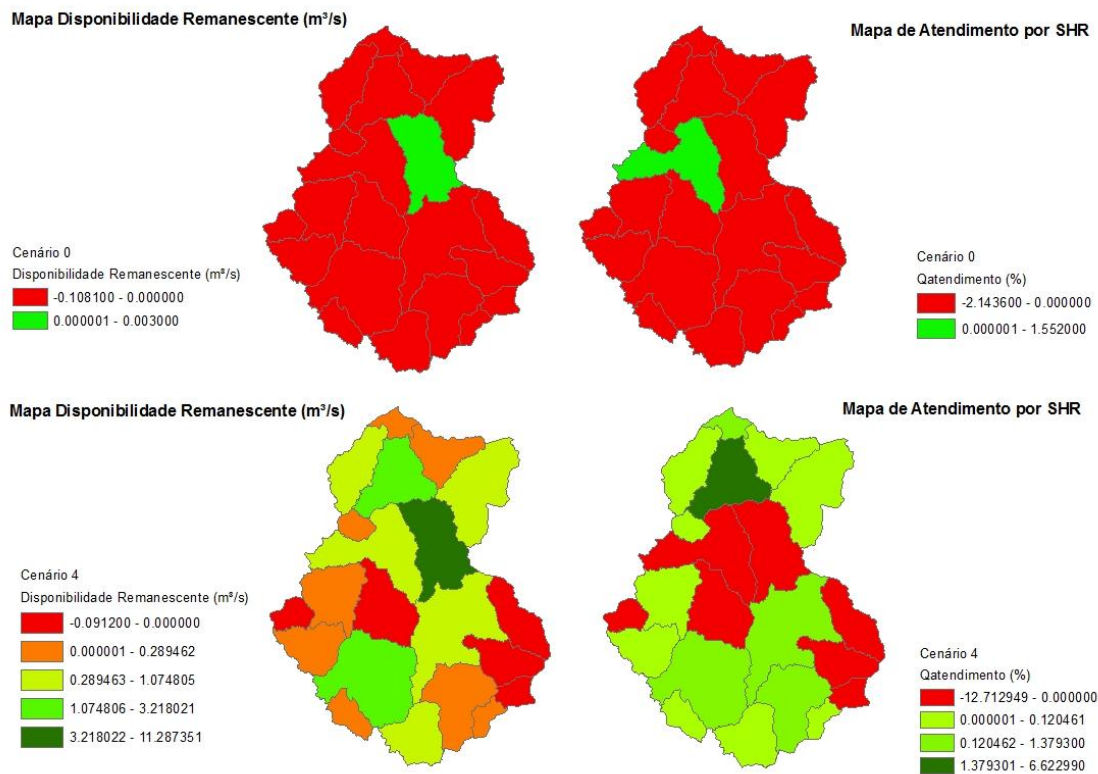 Mapa Disponibilidade Remanescente (m³/s)
Mapa de Atendimento por SHR
Cenário 0
Disponibilidade Remanescente (m³/s)
-0.108100 - 0.000000
0.000001 - 0.003000
Cenário 0
Qatendimento (%)
-2.143600 - 0.000000
0.000001 - 1.552000
Mapa Disponibilidade Remanescente (m³/s)
Mapa de Atendimento por SHR
Cenário 4
Disponibilidade Remanescente (m³/s)
-0.091200 - 0.000000
0.000001 - 0.289462
0.289463 - 1.074805
1.074806 - 3.218021
3.218022 - 11.287351
Cenário 4
Qatendimento (%)
-12.712949 - 0.000000
0.000001 - 0.120461
0.120462 - 1.379300
1.379301 - 6.622990